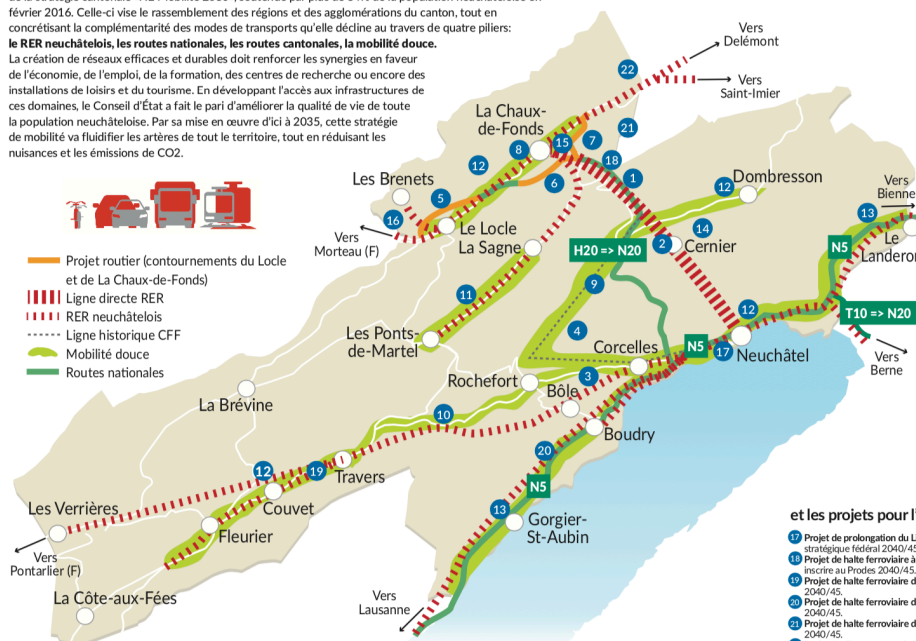 février 2016. Celle-ci vise le rassemblement des régions et des agglomérations du canton, tout en
concrétisant la complémentarité des modes de transports qu'elle décline au travers de quatre piliers:
le RER neuchâtelois, les routes nationales, les routes cantonales, la mobilité douce.
La création de réseaux efficaces et durables doit renforcer les synergies en faveur
de l'économie, de l'emploi, de la formation, des centres de recherche ou encore des
installations de loisirs et du tourisme. En développant l'accès aux infrastructures de
ces domaines, le Conseil d'État a fait le pari d'améliorer la qualité de vie de toute
la population neuchâteloise. Par sa mise en œuvre d'ici à 2035, cette stratégie
de mobilité va fluidifier les artères de tout le territoire, tout en réduisant les
nuisances et les émissions de CO2.
Vers
Delémont
22
Vers
Saint-Imier
La Chaux-
de-Fonds
21
7
15
8
18
12
6
1
Les Brenets
5
16
Vers
Morteau (F)
Le Locle
La Sagne
12
Dombresson
14
2
Cernier
H20 => N20
9
Vers
Bienne
13
N5
Le
Landeron
T10 => N20
Vers
Berne
Projet routier (contournements du Locle
et de La Chaux-de-Fonds)
Ligne directe RER
RER neuchâtelois
Ligne historique CFF
Mobilité douce
Routes nationales
11
4
12
Les Ponts-
de-Martel
Corcelles
N5
17
Neuchâtel
Rochefort
3
Bôle
La Brévine
10
Boudry
20
12
19
Travers
N5
Couvet
13
Les Verrières
Fleurier
Gorgier-
St-Aubin
Vers
Pontarlier (F)
La Côte-aux-Fées
Vers
Lausanne
et les projets pour l'
17 Projet de prolongation du
stratégique fédéral 2040/45
18 Projet de halte ferroviaire à
inscrire au Prodes 2040/45.
19 Projet de halte ferroviaire d
2040/45.
20 Projet de halte ferroviaire d
2040/45.
21 Projet de halte ferroviaire d
2040/45.